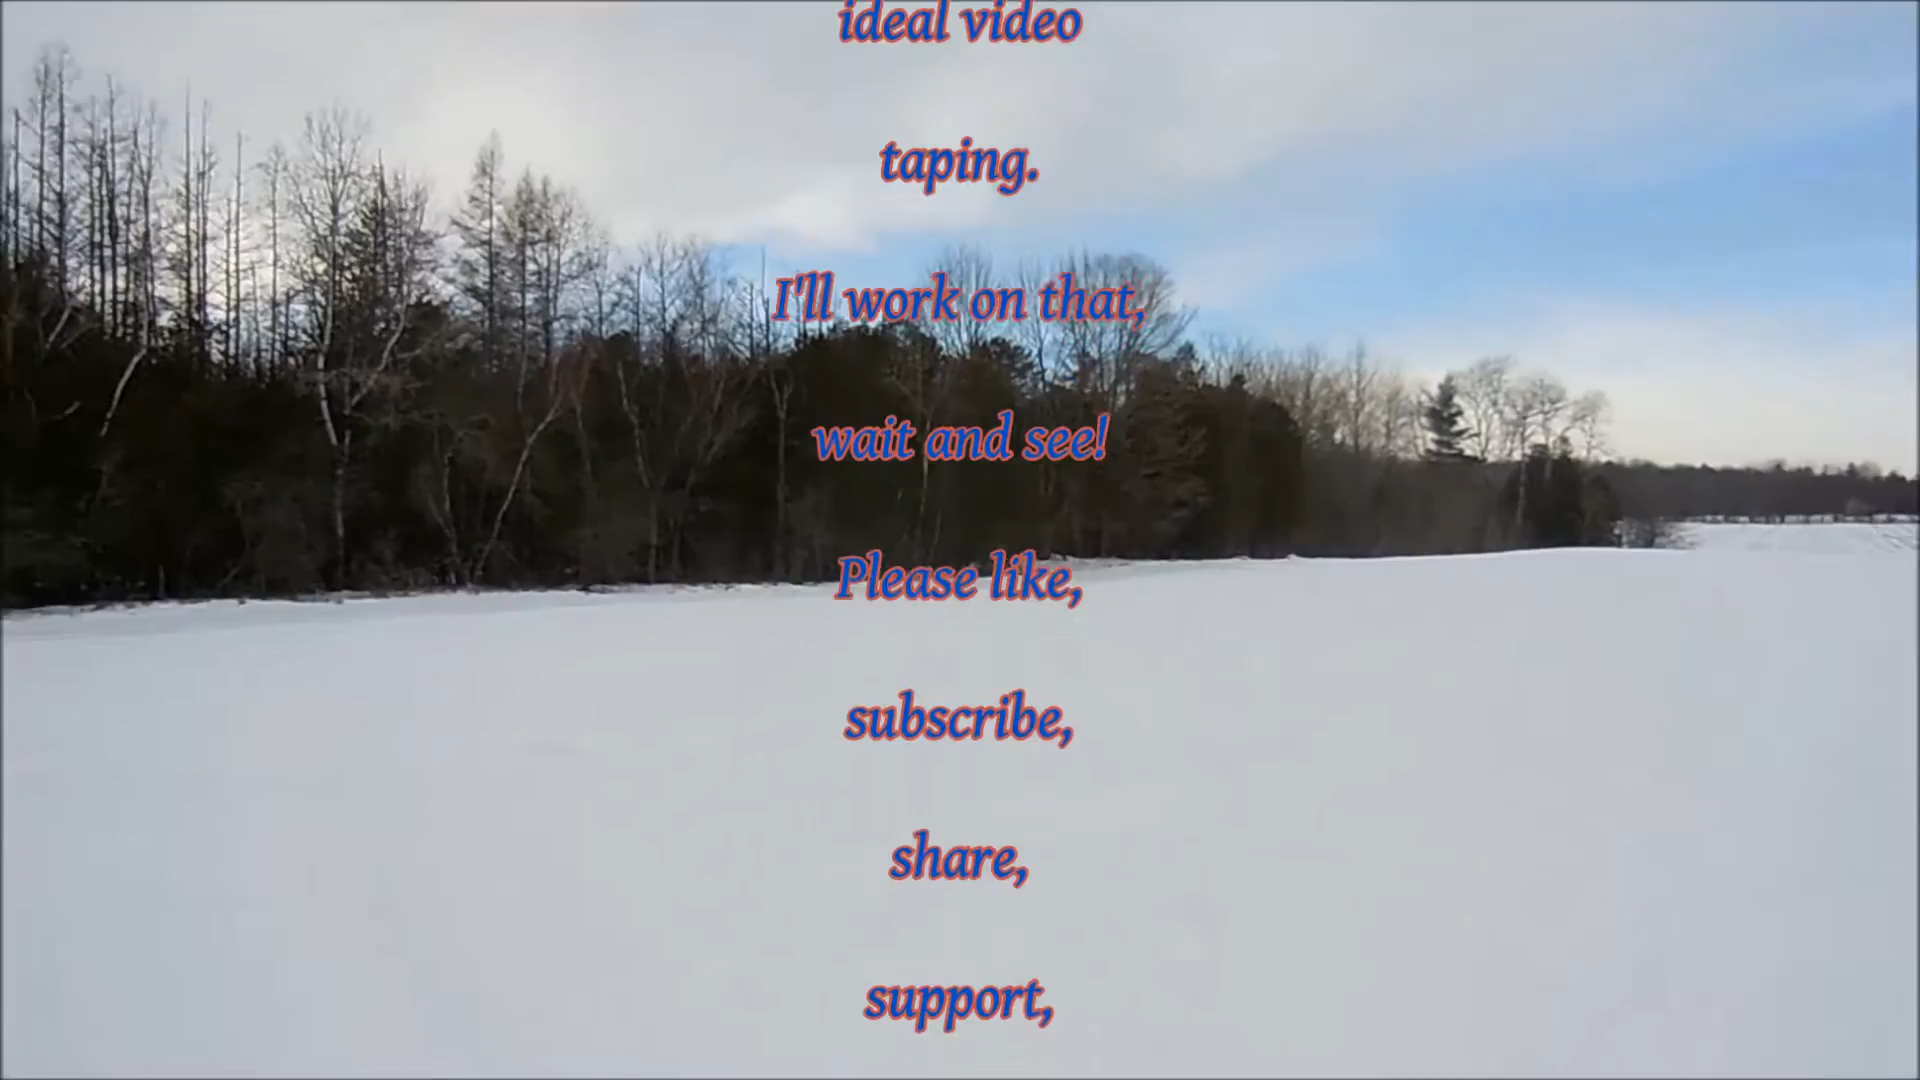 ideal video
taping.
I'll work on that,
wait and see!
Please like,
subscribe,
share,
support,